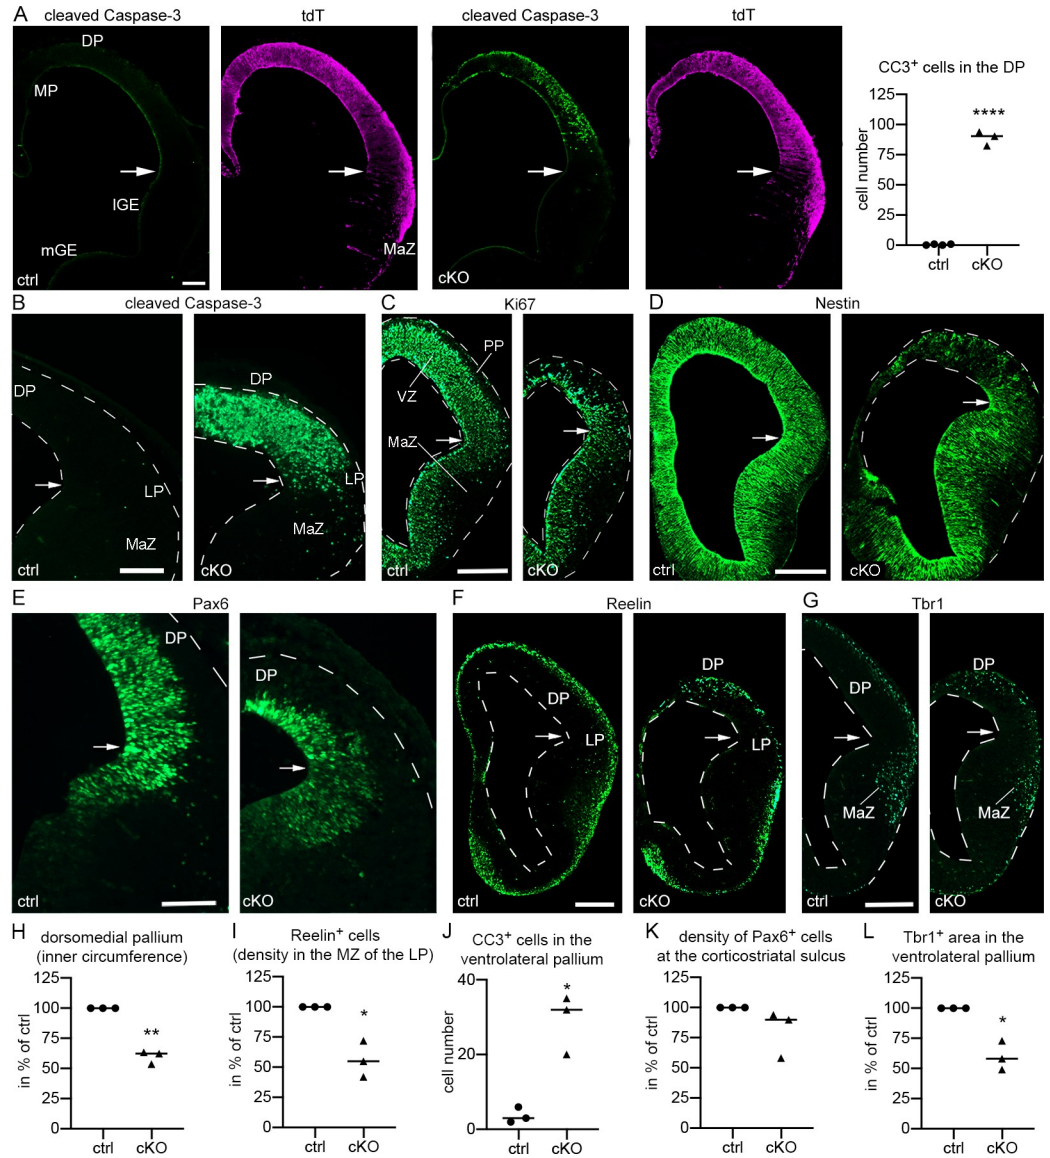 A
cleaved Caspase-3
tdT
cleaved Caspase-3
tdT
DP
MP
lGE
mGE
ctrl
MaZ
cKO
CC3+ cells in the DP
125
100
75
50
25
0
cell number
****
ctrl
cKO
B
cleaved Caspase-3
DP
LP
MaZ
ctrl
DP
LP
MaZ
cKO
C
Ki67
PP
VZ
MaZ
ctrl
cKO
D
Nestin
ctrl
cKO
E
Pax6
DP
ctrl
DP
cKO
F
Reelin
DP
LP
ctrl
DP
LP
cKO
G
Tbr1
DP
MaZ
ctrl
DP
MaZ
cKO
H
dorsomedial pallium
(inner circumference)
125
100
75
50
25
0
in % of ctrl
**
ctrl
cKO
I
Reelin+ cells
(density in the MZ of the LP)
125
100
75
50
25
0
in % of ctrl
*
ctrl
cKO
J
CC3+ cells in the
ventrolateral pallium
40
20
0
cell number
*
ctrl
cKO
K
density of Pax6+ cells
at the corticostriatal sulcus
125
100
75
50
25
0
in % of ctrl
ctrl
cKO
L
Tbr1+ area in the
ventrolateral pallium
125
100
75
50
25
0
in % of ctrl
*
ctrl
cKO